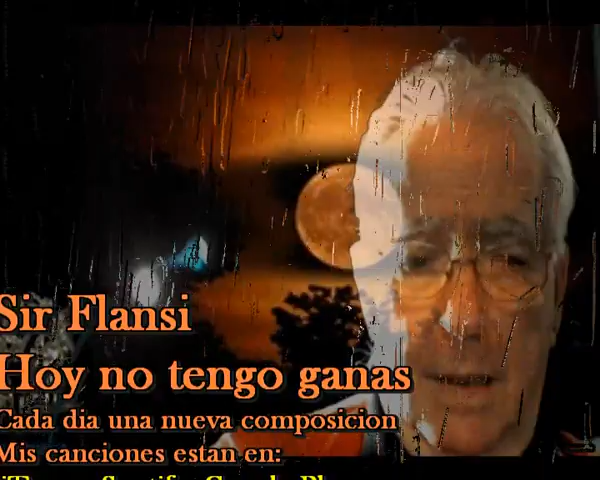 Sir Flansi
Hoy no tengo ganas
Cada dia una nueva composicion
Mis canciones estan en: